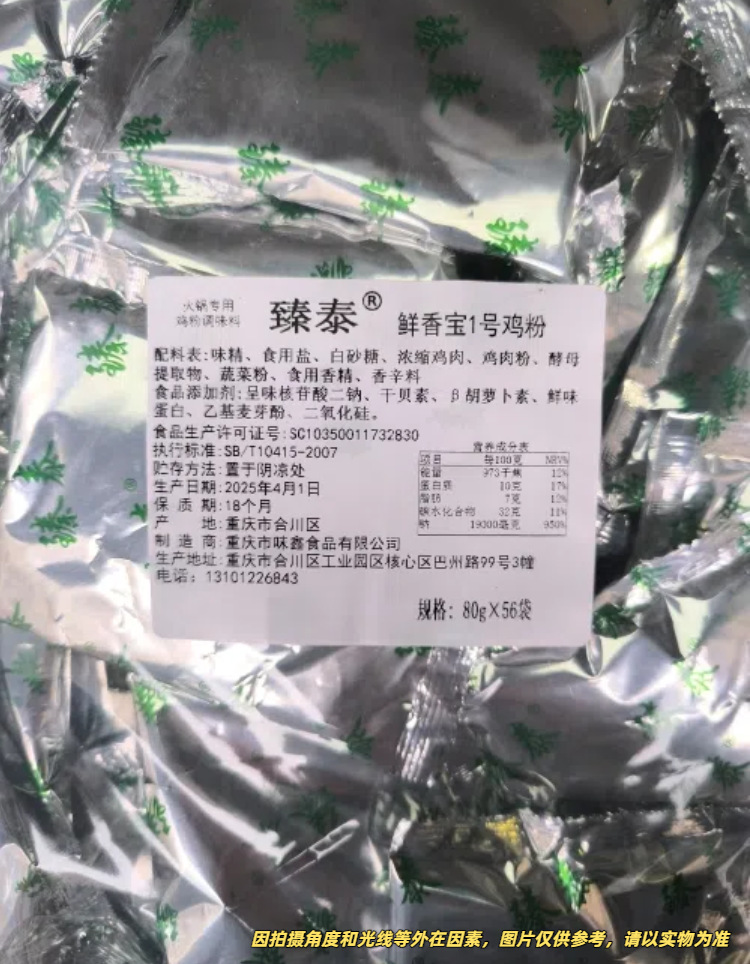 火锅专用
鸡粉调味料
臻泰® 鲜香宝1号鸡粉
配料表:味精、食用盐、白砂糖、浓缩鸡肉、鸡肉粉、酵母
提取物、蔬菜粉、食用香精、香辛料
食品添加剂:呈味核苷酸二钠、干贝素、β胡萝卜素、鲜味
蛋白、乙基麦芽酚、二氧化硅。
食品生产许可证号:SC10350011732830
执行标准:SB/T10415-2007
贮存方法:置于阴凉处
生产日期:2025年4月1日
保 质 期:18个月
产 地:重庆市合川区
制 造 商:重庆市味鑫食品有限公司
生产地址:重庆市合川区工业园区核心区巴州路99号3幢
电话: 13101226843
营养成分表
项目 每100克 NRV%
能量 973千焦 12%
蛋白质 10克 17%
脂肪 7克 12%
碳水化合物 32克 11%
钠 19000毫克 950%
规格: 80g×56袋
因拍摄角度和光线等外在因素，图片仅供参考，请以实物为准